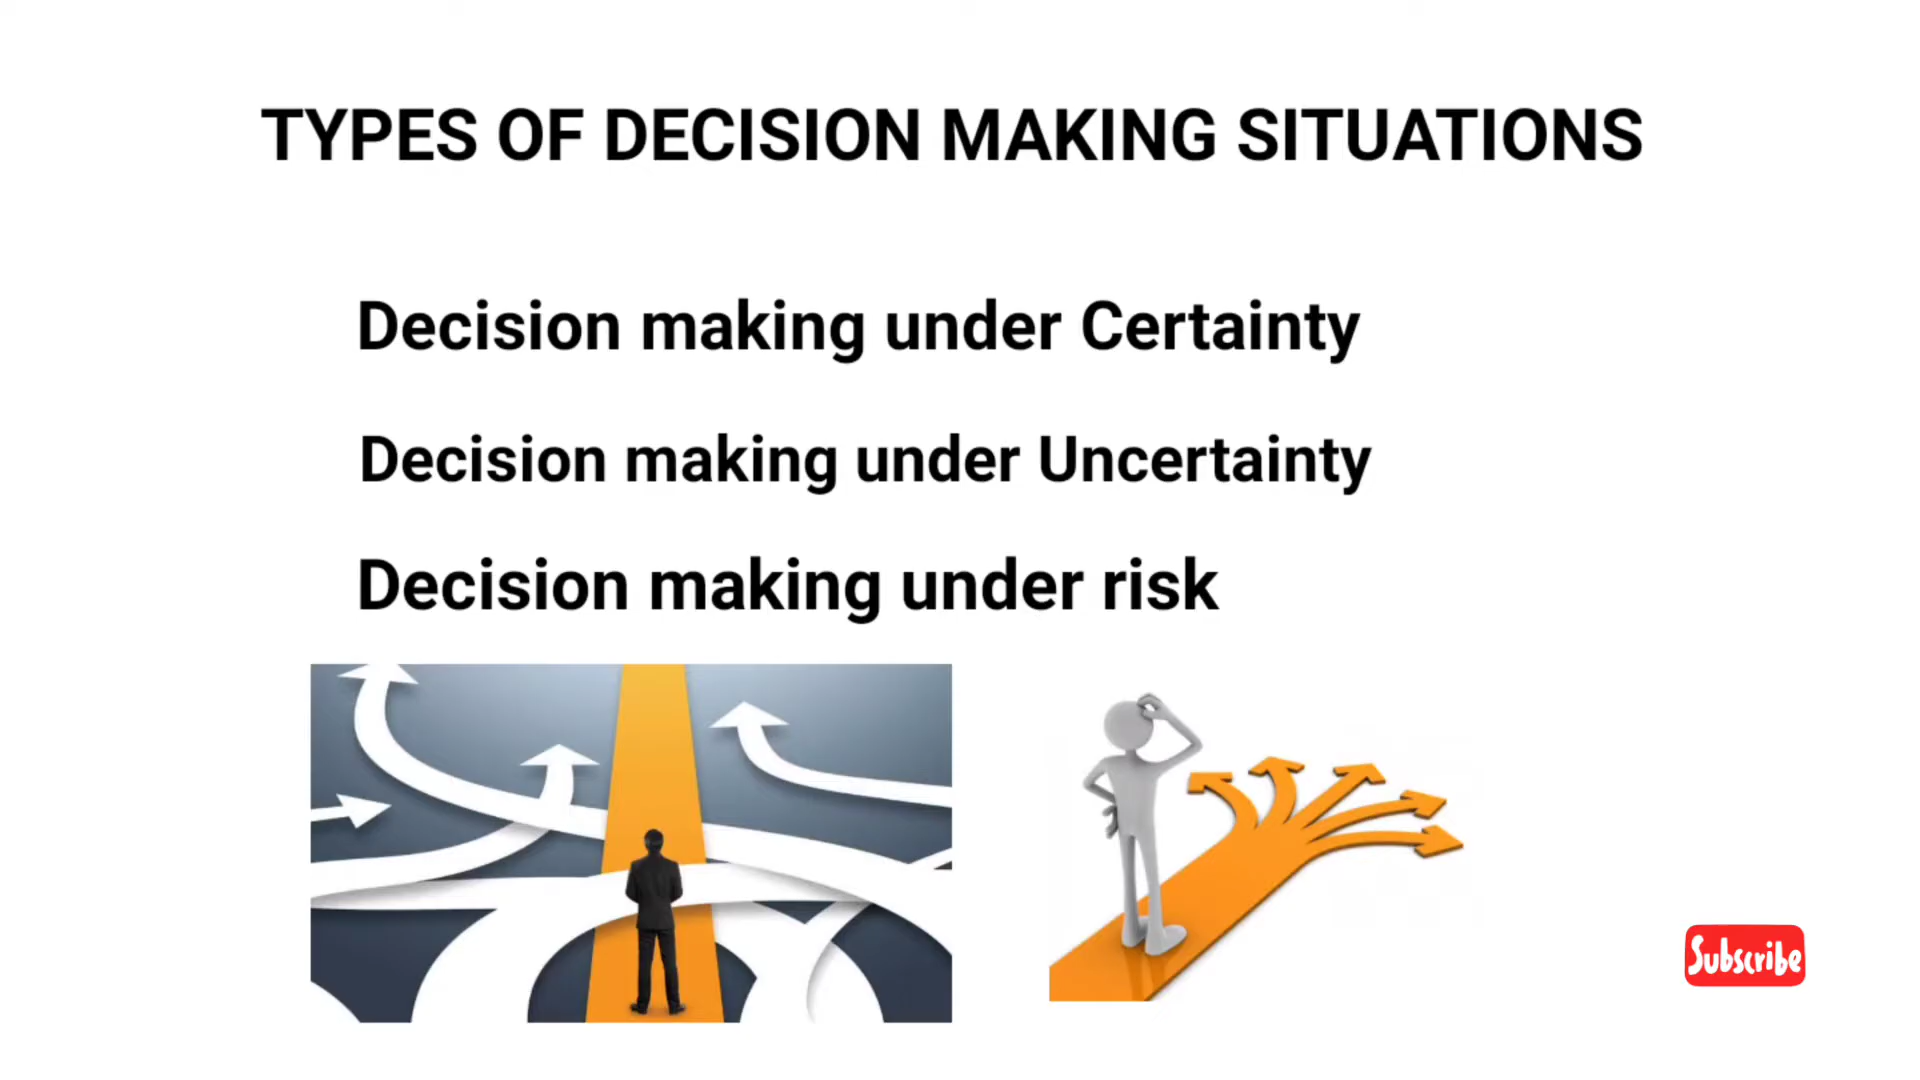 TYPES OF DECISION MAKING SITUATIONS
Decision making under Certainty
Decision making under Uncertainty
Decision making under risk
Subscribe